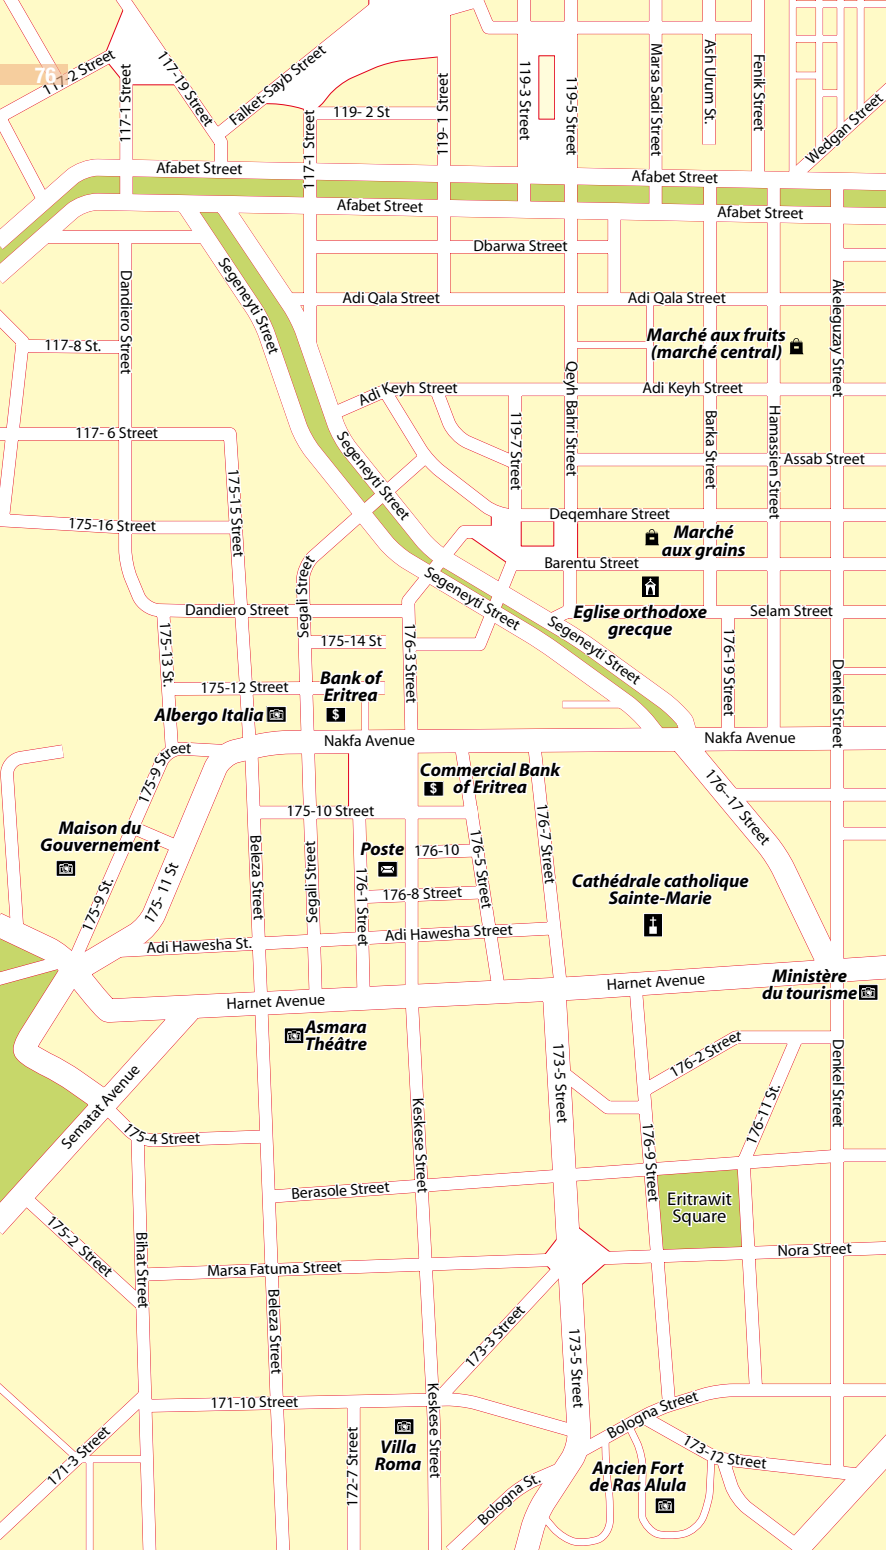 76
117-2 Street
117-1 Street
117-19 Street
Falket-Sayb Street
119- 2 St
119- 1 Street
117-1 Street
119-3 Street
119-5 Street
Marsa Sadi Street
Ash Urum St.
Fenik Street
Wedgan Street
Afabet Street
Afabet Street
Afabet Street
Afabet Street
Dbarwa Street
Segeneyti Street
Dandiero Street
Adi Qala Street
Adi Qala Street
Akeleguzay Street
117-8 St.
Marché aux fruits
(marché central)
Adi Keyh Street
Adi Keyh Street
Qeyh Bahri Street
117- 6 Street
Segeneyti Street
119-7 Street
Barka Street
Hamassien Street
Assab Street
175-15 Street
175-16 Street
Deqemhare Street
Marché
aux grains
Barentu Street
Segali Street
Segeneyti Street
Eglise orthodoxe
grecque
Selam Street
Dandiero Street
175-13 St.
175-14 St
176-3 Street
Segeneyti Street
176-19 Street
Denkel Street
175-12 Street
Bank of
Eritrea
Albergo Italia
$
Nakfa Avenue
Nakfa Avenue
175-9 Street
Commercial Bank
of Eritrea
$
176--17 Street
175-10 Street
176-7 Street
Maison du
Gouvernement
Beleza Street
Segali Street
Poste
176-10
176-5 Street
176-1 Street
176-8 Street
Cathédrale catholique
Sainte-Marie
175-9 St.
175- 11 St
Adi Hawesha St.
Adi Hawesha Street
Harnet Avenue
Harnet Avenue
Ministère
du tourisme
Asmara
Théâtre
173-5 Street
176-2 Street
Denkel Street
Sematat Avenue
175-4 Street
Keskese Street
176-9 Street
176-11 St.
Berasole Street
Eritrawit
Square
175-2 Street
Bihat Street
Marsa Fatuma Street
Nora Street
Beleza Street
173-3 Street
173-5 Street
171-10 Street
Keskese Street
Bologna Street
171-3 Street
172-7 Street
Villa
Roma
173-12 Street
Ancien Fort
de Ras Alula
Bologna St.